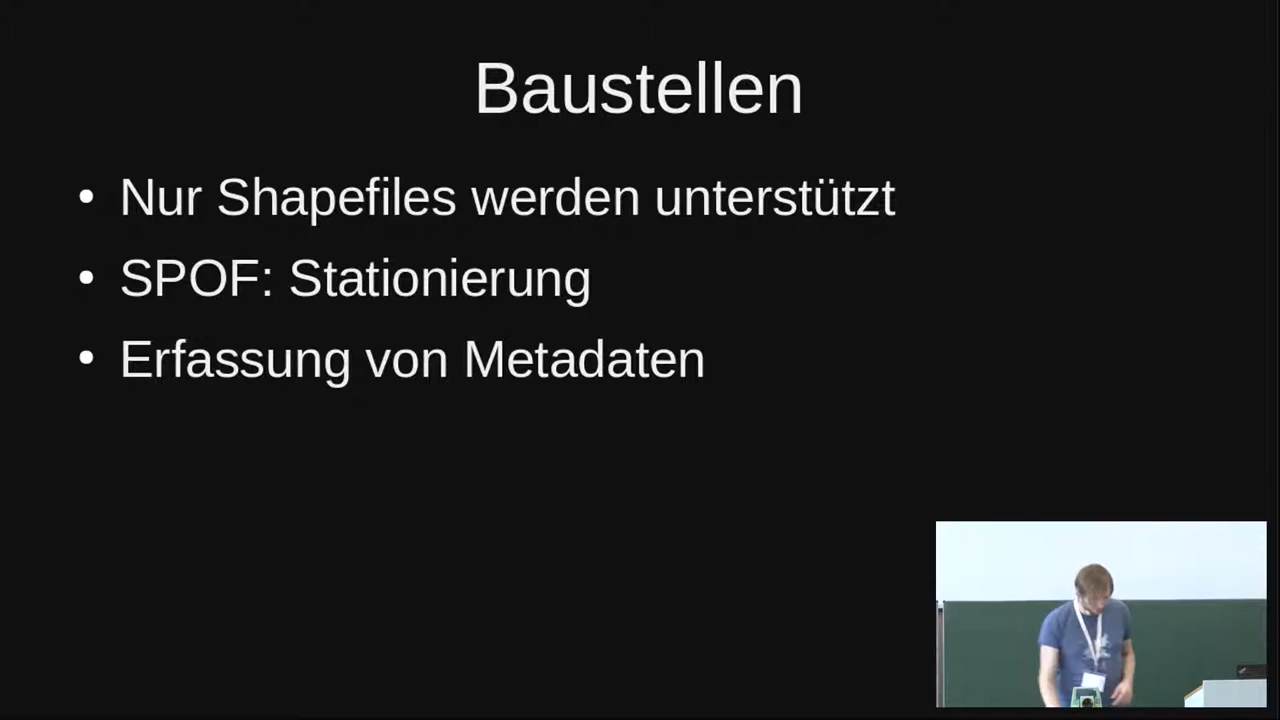 Baustellen
• Nur Shapefiles werden unterstützt
• SPOF: Stationierung
• Erfassung von Metadaten